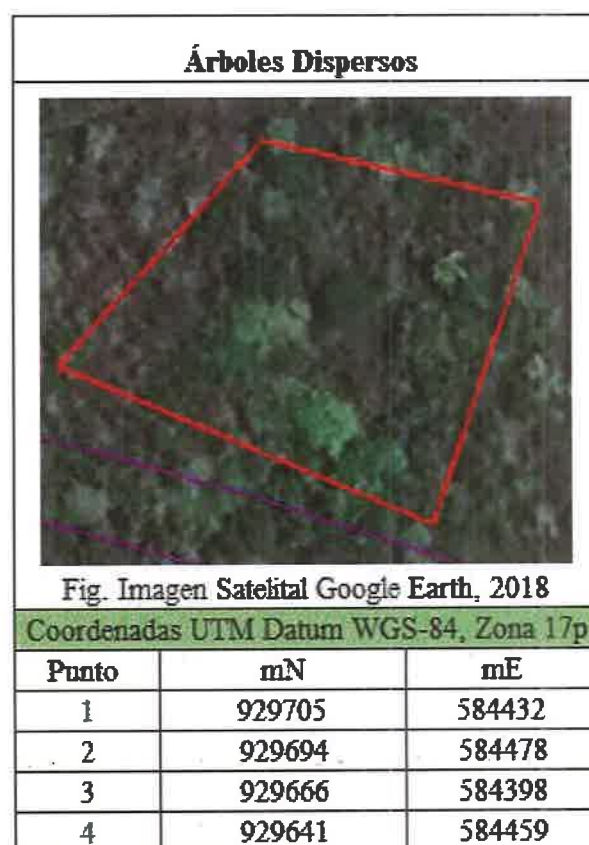 Árboles Dispersos
Fig. Imagen Satelital Google Earth, 2018
Coordenadas UTM Datum WGS-84, Zona 17p
Punto mN mE
1 929705 584432
2 929694 584478
3 929666 584398
4 929641 584459